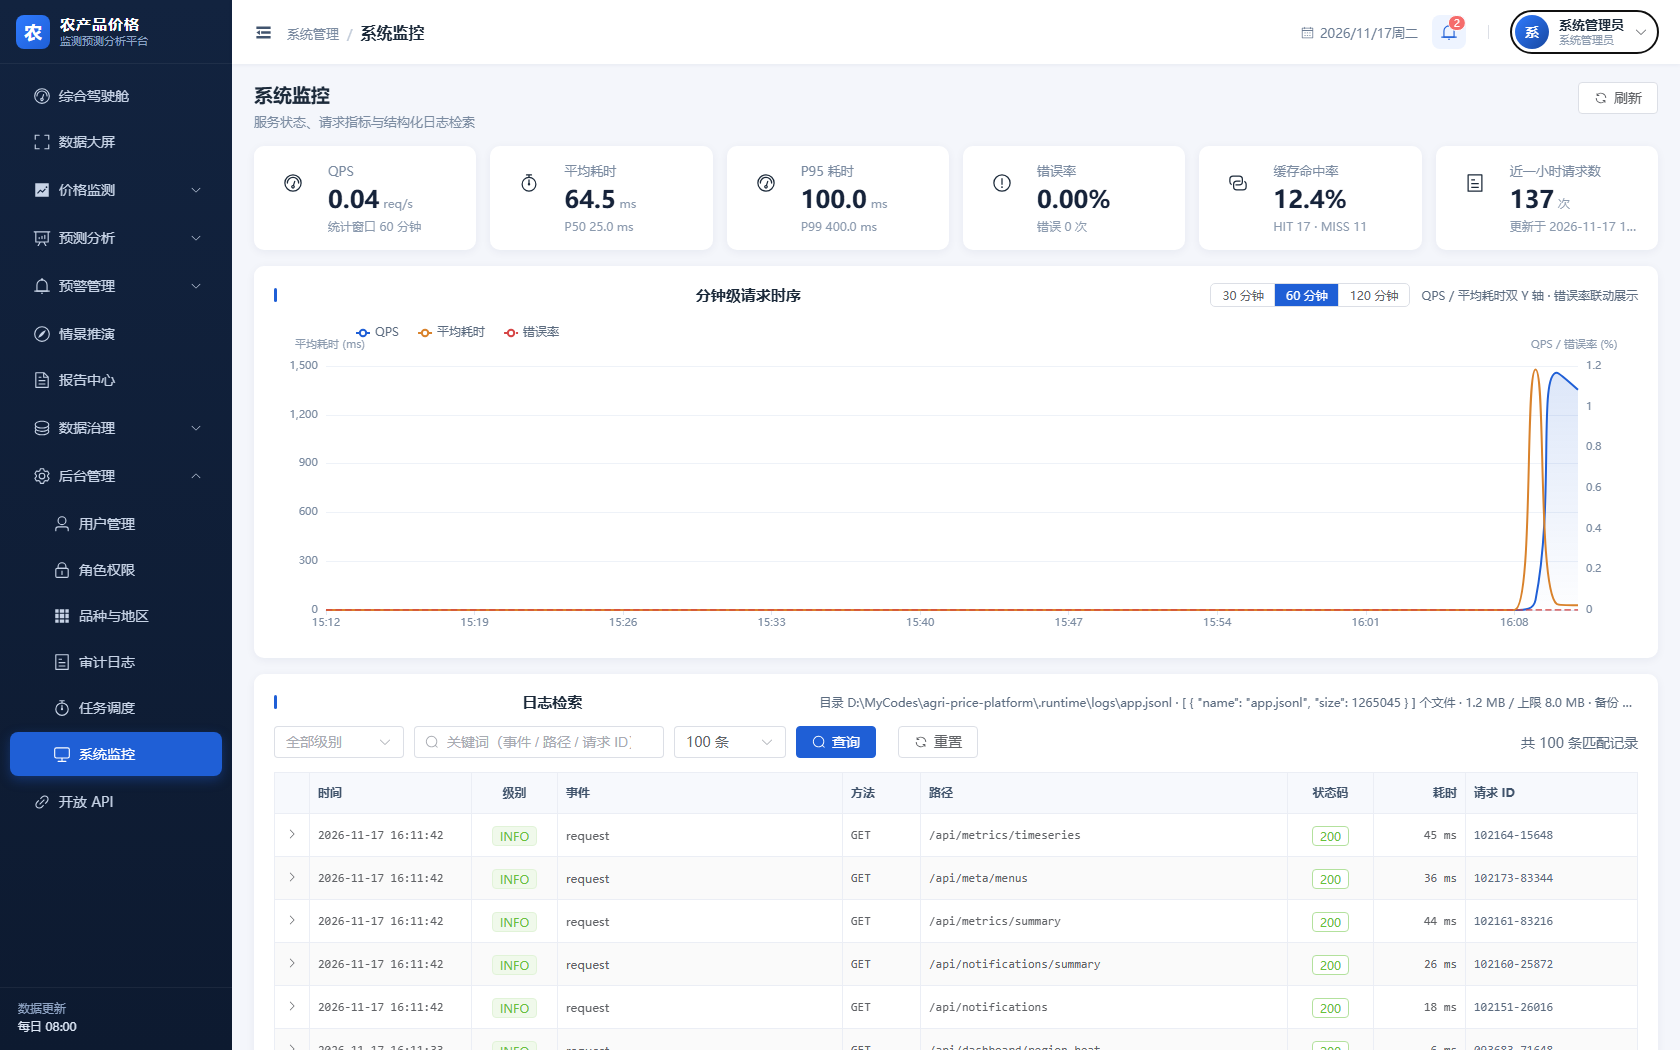 农
农产品价格
监测预测分析平台
综合驾驶舱
数据大屏
价格监测
预测分析
预警管理
情景推演
报告中心
数据治理
后台管理
用户管理
角色权限
品种与地区
审计日志
任务调度
系统监控
开放 API
数据更新
每日 08:00
系统管理 / 系统监控
2026/11/17周二
2
系
系统管理员
系统管理员
系统监控
服务状态、请求指标与结构化日志检索
刷新
QPS
0.04 req/s
统计窗口 60 分钟
平均耗时
64.5 ms
P50 25.0 ms
P95 耗时
100.0 ms
P99 400.0 ms
错误率
0.00%
错误 0 次
缓存命中率
12.4%
HIT 17 · MISS 11
近一小时请求数
137 次
更新于 2026-11-17 1...
分钟级请求时序
30 分钟 60 分钟 120 分钟
QPS / 平均耗时双 Y 轴 · 错误率联动展示
QPS 平均耗时 错误率
平均耗时 (ms)
QPS / 错误率 (%)
1,500
1,200
900
600
300
0
1.2
1
0.8
0.6
0.4
0.2
0
15:12 15:19 15:26 15:33 15:40 15:47 15:54 16:01 16:08
日志检索
目录 D:\MyCodes\agri-price-platform\.runtime\logs\app.jsonl · [ { "name": "app.jsonl", "size": 1265045 } ] 个文件 · 1.2 MB / 上限 8.0 MB · 备份 ...
全部级别 关键词（事件 / 路径 / 请求 ID） 100 条 查询 重置
共 100 条匹配记录
时间 级别 事件 方法 路径 状态码 耗时 请求 ID
2026-11-17 16:11:42 INFO request GET /api/metrics/timeseries 200 45 ms 102164-15648
2026-11-17 16:11:42 INFO request GET /api/meta/menus 200 36 ms 102173-83344
2026-11-17 16:11:42 INFO request GET /api/metrics/summary 200 44 ms 102161-83216
2026-11-17 16:11:42 INFO request GET /api/notifications/summary 200 26 ms 102160-25872
2026-11-17 16:11:42 INFO request GET /api/notifications 200 18 ms 102151-26016
2026-11-17 16:11:33 INFO request GET /api/dashboard/region-heat 200 6 ms 093683-71648